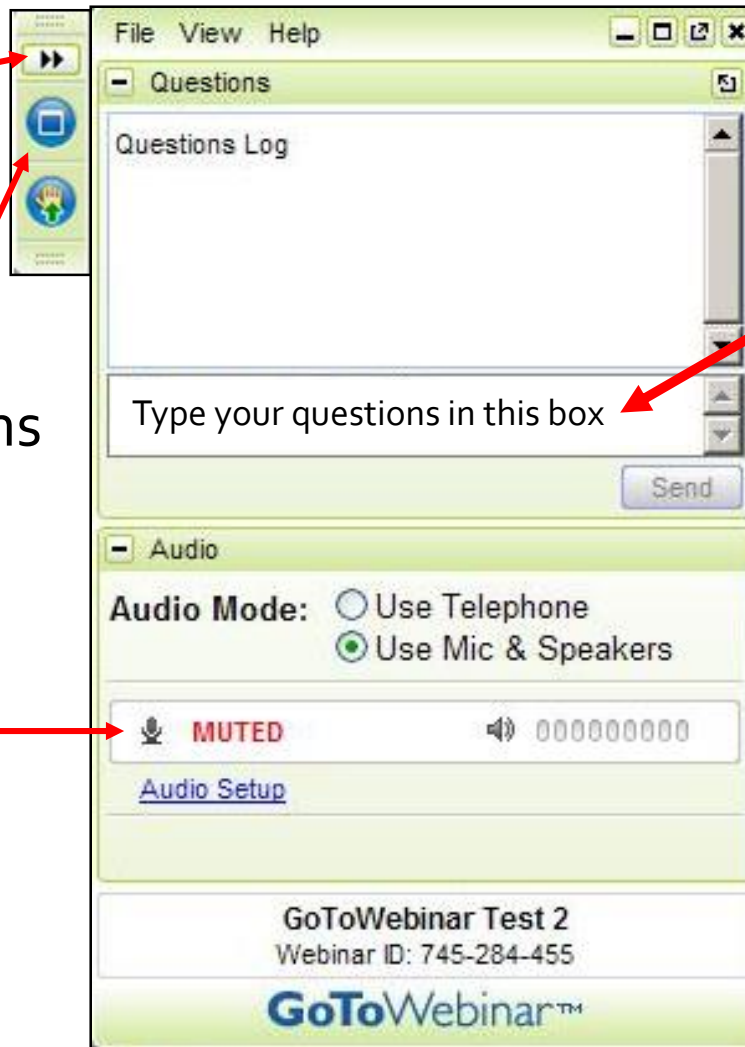 File View Help
Questions
Questions Log
Type your questions in this box
ns
Send
Audio
Audio Mode: Use Telephone
Use Mic & Speakers
MUTED 000000000
Audio Setup
GoToWebinar Test 2
Webinar ID: 745-284-455
GoToWebinar™